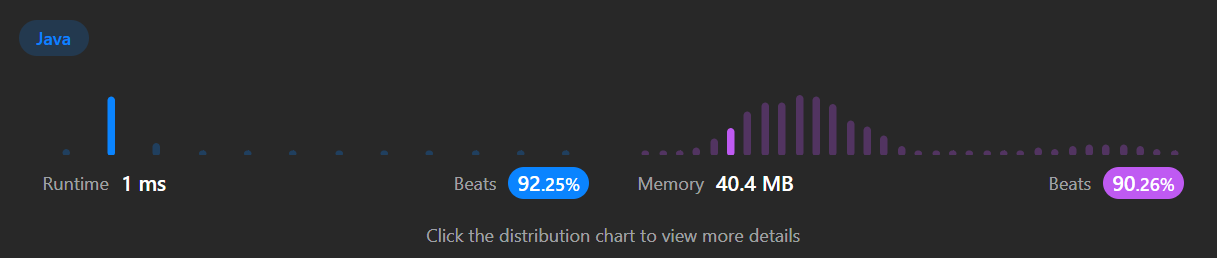 Java
Runtime 1 ms Beats 92.25% Memory 40.4 MB Beats 90.26%
Click the distribution chart to view more details